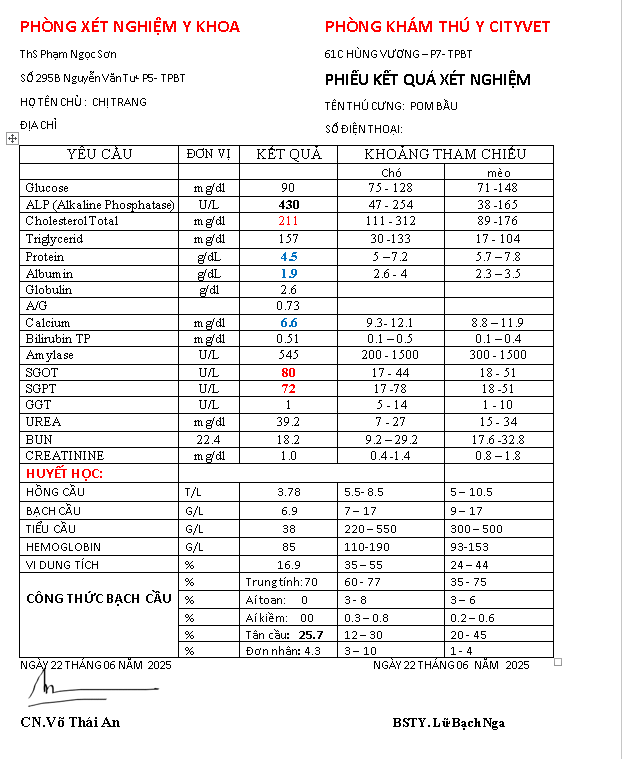 PHÒNG XÉT NGHIỆM Y KHOA
PHÒNG KHÁM THÚ Y CITYVET
ThS Phạm Ngọc Sơn
61C HÙNG VƯƠNG – P7- TPBT
SỐ 295B Nguyễn Văn Tư- P5- TPBT
PHIẾU KẾT QUẢ XÉT NGHIỆM
HỌ TÊN CHỦ : CHỊ TRANG
TÊN THÚ CƯNG: POM BẦU
ĐỊA CHỈ
SỐ ĐIỆN THOẠI:
YÊU CẦU ĐƠN VỊ KẾT QUẢ KHOẢNG THAM CHIẾU
Chó mèo
Glucose mg/dl 90 75 - 128 71 -148
ALP (Alkaline Phosphatase) U/L 430 47 - 254 38 -165
Cholesterol Total mg/dl 211 111 - 312 89 -176
Triglycerid mg/dl 157 30 -133 17 - 104
Protein g/dL 4.5 5 –7.2 5.7 – 7.8
Albumin g/dL 1.9 2.6 - 4 2.3 – 3.5
Globulin g/dl 2.6
A/G 0.73
Calcium mg/dl 6.6 9.3- 12.1 8.8 – 11.9
Bilirubin TP mg/dl 0.51 0.1 – 0.5 0.1 – 0.4
Amylase U/L 545 200 - 1500 300 - 1500
SGOT U/L 80 17 - 44 18 - 51
SGPT U/L 72 17 -78 18 -51
GGT U/L 1 5 - 14 1 - 10
UREA mg/dl 39.2 7 - 27 15 - 34
BUN 22.4 18.2 9.2 – 29.2 17.6 -32.8
CREATININE mg/dl 1.0 0.4-1.4 0.8 – 1.8
HUYẾT HỌC:
HỒNG CẦU T/L 3.78 5.5- 8.5 5 – 10.5
BẠCH CẦU G/L 6.9 7 – 17 9 – 17
TIỂU CẦU G/L 38 220 – 550 300 – 500
HEMOGLOBIN G/L 85 110-190 93-153
VI DUNG TÍCH % 16.9 35 – 55 24 – 44
CÔNG THỨC BẠCH CẦU
% Trung tính: 70 60 - 77 35 - 75
% Aí toan: 0 3 - 8 3 – 6
% Aí kiềm: 00 0.3 – 0.8 0.2 – 0.6
% Tân cầu: 25.7 12 – 30 20 - 45
% Đơn nhân: 4.3 3 – 10 1- 4
NGÀY 22 THÁNG 06 NĂM 2025
NGÀY 22 THÁNG 06 NĂM 2025
CN.Võ Thái An
BSTY. Lữ Bạch Nga